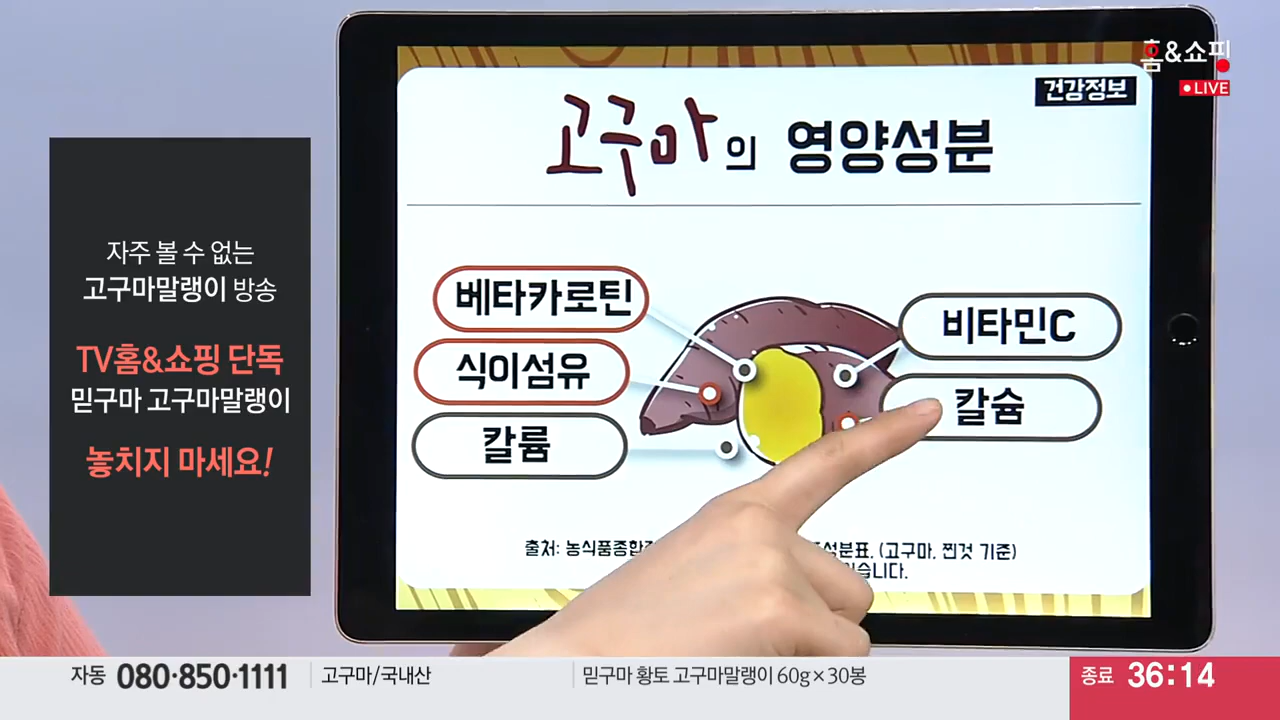 홈&쇼핑
LIVE
건강정보
고구마의 영양성분
베타카로틴
식이섬유
칼륨
비타민C
칼슘
출처: 농식품종합 성분표, (고구마, 찐것 기준)
있습니다.
자주 볼 수 없는
고구마말랭이 방송
TV홈&쇼핑 단독
믿구마 고구마말랭이
놓치지 마세요!
자동 080·850·1111
고구마/국내산
믿구마 황토 고구마말랭이 60g×30봉
종료 36:14